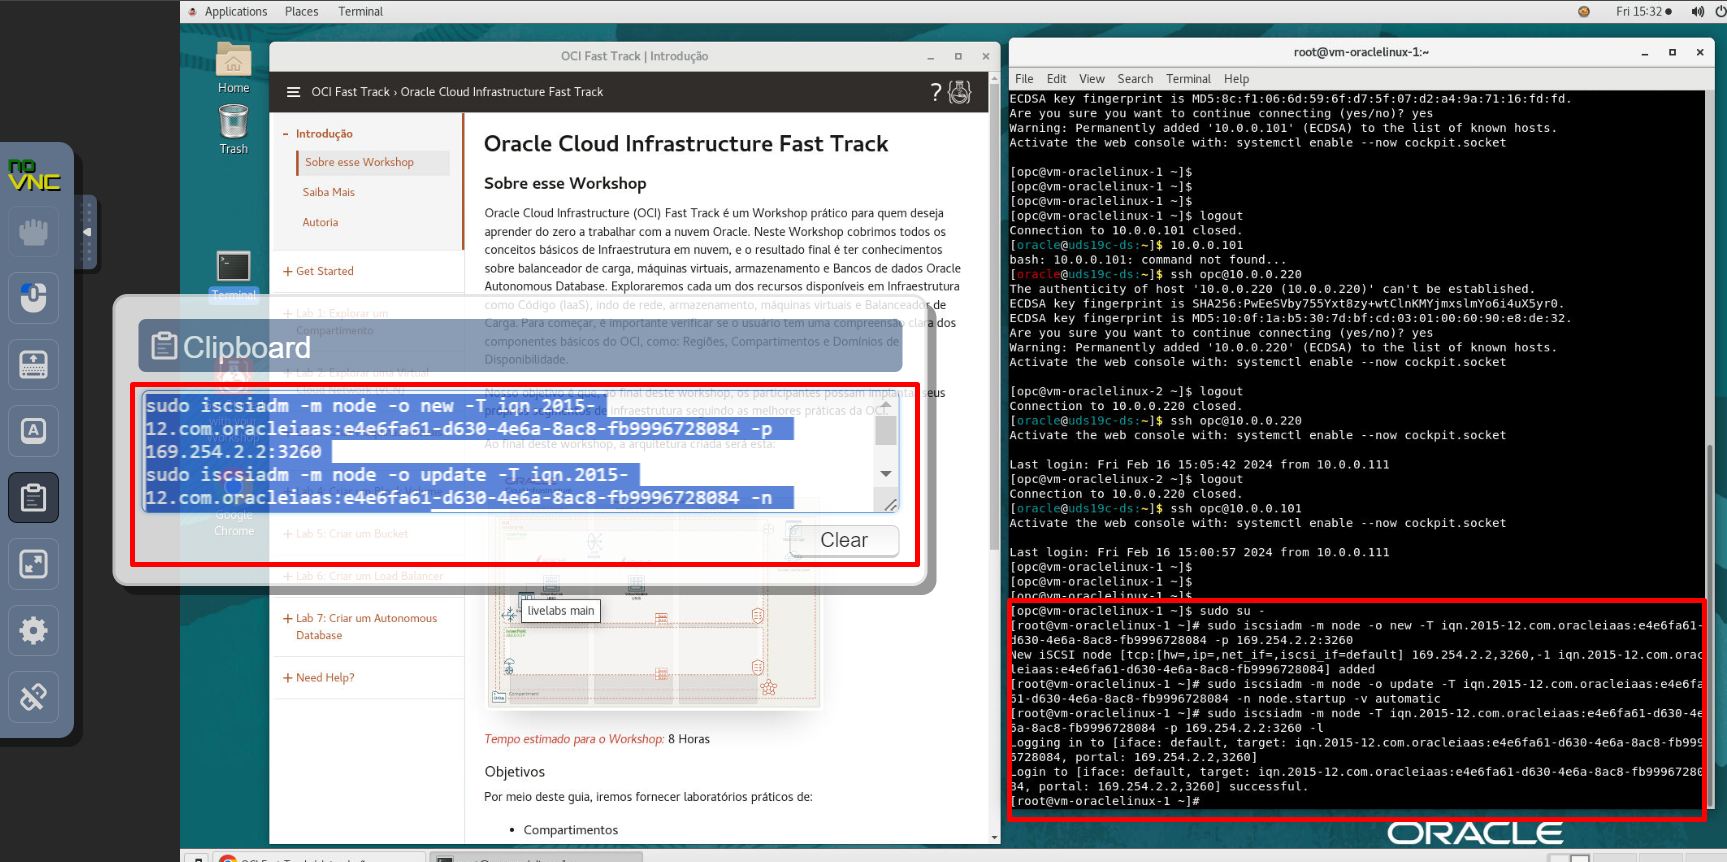 Applications Places Terminal
Fri 15:32
Home
Trash
Terminal
Google
Chrome
no
VNC
OCI Fast Track | Introdução
OCI Fast Track › Oracle Cloud Infrastructure Fast Track
?
- Introdução
Sobre esse Workshop
Saiba Mais
Autoria
+ Get Started
+ Lab 1: Explorar um
Compartimento
+ Lab 2: Explorar uma Virtual
+ Lab 5: Criar um Bucket
+ Lab 6: Criar um Load Balancer
+ Lab 7: Criar um Autonomous
Database
+ Need Help?
Oracle Cloud Infrastructure Fast Track
Sobre esse Workshop
Oracle Cloud Infrastructure (OCI) Fast Track é um Workshop prático para quem deseja
aprender do zero a trabalhar com a nuvem Oracle. Neste Workshop cobrimos todos os
conceitos básicos de Infraestrutura em nuvem, e o resultado final é ter conhecimentos
sobre balanceador de carga, máquinas virtuais, armazenamento e Bancos de dados Oracle
Autonomous Database. Exploraremos cada um dos recursos disponíveis em Infraestrutura
como Código (IaaS), indo de rede, armazenamento, máquinas virtuais e Balanceador de
Carga. Para começar, é importante verificar se o usuário tem uma compreensão clara dos
componentes básicos do OCI, como: Regiões, Compartimentos e Domínios de
Disponibilidade.
Nosso objetivo é que, ao final deste workshop, os participantes possam implantar seus
próprios segmentos de infraestrutura seguindo as melhores práticas da OCI.
Ao final deste workshop, a arquitetura criada será esta:
livelabs main
Tempo estimado para o Workshop: 8 Horas
Objetivos
Por meio deste guia, iremos fornecer laboratórios práticos de:
• Compartimentos
Clipboard
sudo iscsiadm -m node -o new -T iqn.2015-
12.com.oracleiaas:e4e6fa61-d630-4e6a-8ac8-fb9996728084 -p
169.254.2.2:3260
sudo iscsiadm -m node -o update -T iqn.2015-
12.com.oracleiaas:e4e6fa61-d630-4e6a-8ac8-fb9996728084 -n
Clear
root@vm-oraclelinux-1:~
File Edit View Search Terminal Help
ECDSA key fingerprint is MD5:8c:f1:06:6d:59:6f:d7:5f:07:d2:a4:9a:71:16:fd:fd.
Are you sure you want to continue connecting (yes/no)? yes
Warning: Permanently added '10.0.0.101' (ECDSA) to the list of known hosts.
Activate the web console with: systemctl enable --now cockpit.socket
[opc@vm-oraclelinux-1 ~]$
[opc@vm-oraclelinux-1 ~]$
[opc@vm-oraclelinux-1 ~]$
[opc@vm-oraclelinux-1 ~]$ logout
Connection to 10.0.0.101 closed.
[oracle@uds19c-ds:~]$ 10.0.0.101
bash: 10.0.0.101: command not found...
[oracle@uds19c-ds:~]$ ssh opc@10.0.0.220
The authenticity of host '10.0.0.220 (10.0.0.220)' can't be established.
ECDSA key fingerprint is SHA256:PwEeSVby755Yxt8zy+wtClnKMYjmxslmYo6i4uX5yr0.
ECDSA key fingerprint is MD5:10:0f:1a:b5:30:7d:bf:cd:03:01:00:60:90:e8:de:32.
Are you sure you want to continue connecting (yes/no)? yes
Warning: Permanently added '10.0.0.220' (ECDSA) to the list of known hosts.
Activate the web console with: systemctl enable --now cockpit.socket
[opc@vm-oraclelinux-2 ~]$ logout
Connection to 10.0.0.220 closed.
[oracle@uds19c-ds:~]$ ssh opc@10.0.0.220
Activate the web console with: systemctl enable --now cockpit.socket
Last login: Fri Feb 16 15:05:42 2024 from 10.0.0.111
[opc@vm-oraclelinux-2 ~]$ logout
Connection to 10.0.0.220 closed.
[oracle@uds19c-ds:~]$ ssh opc@10.0.0.101
Activate the web console with: systemctl enable --now cockpit.socket
Last login: Fri Feb 16 15:00:57 2024 from 10.0.0.111
[opc@vm-oraclelinux-1 ~]$
[opc@vm-oraclelinux-1 ~]$
[opc@vm-oraclelinux-1 ~]$
[opc@vm-oraclelinux-1 ~]$ sudo su -
[root@vm-oraclelinux-1 ~]# sudo iscsiadm -m node -o new -T iqn.2015-12.com.oracleiaas:e4e6fa61-
d630-4e6a-8ac8-fb9996728084 -p 169.254.2.2:3260
New iSCSI node [tcp:[hw=,ip=,net_if=,iscsi_if=default] 169.254.2.2,3260,-1 iqn.2015-12.com.orac
leiaas:e4e6fa61-d630-4e6a-8ac8-fb9996728084] added
[root@vm-oraclelinux-1 ~]# sudo iscsiadm -m node -o update -T iqn.2015-12.com.oracleiaas:e4e6fa
61-d630-4e6a-8ac8-fb9996728084 -n node.startup -v automatic
[root@vm-oraclelinux-1 ~]# sudo iscsiadm -m node -T iqn.2015-12.com.oracleiaas:e4e6fa61-d630-4e
6a-8ac8-fb9996728084 -p 169.254.2.2:3260 -l
Logging in to [iface: default, target: iqn.2015-12.com.oracleiaas:e4e6fa61-d630-4e6a-8ac8-fb999
6728084, portal: 169.254.2.2,3260]
Login to [iface: default, target: iqn.2015-12.com.oracleiaas:e4e6fa61-d630-4e6a-8ac8-fb99967280
84, portal: 169.254.2.2,3260] successful.
[root@vm-oraclelinux-1 ~]#
ORACLE